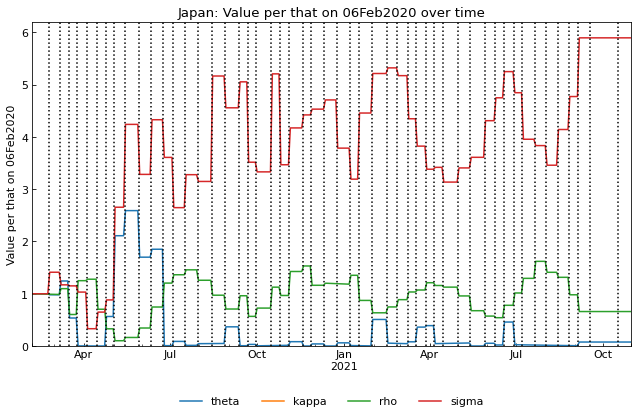 Japan: Value per that on 06Feb2020 over time
Value per that on 06Feb2020
6
5
4
3
2
1
0
Apr Jul Oct Jan Apr Jul Oct
2021
theta kappa rho sigma